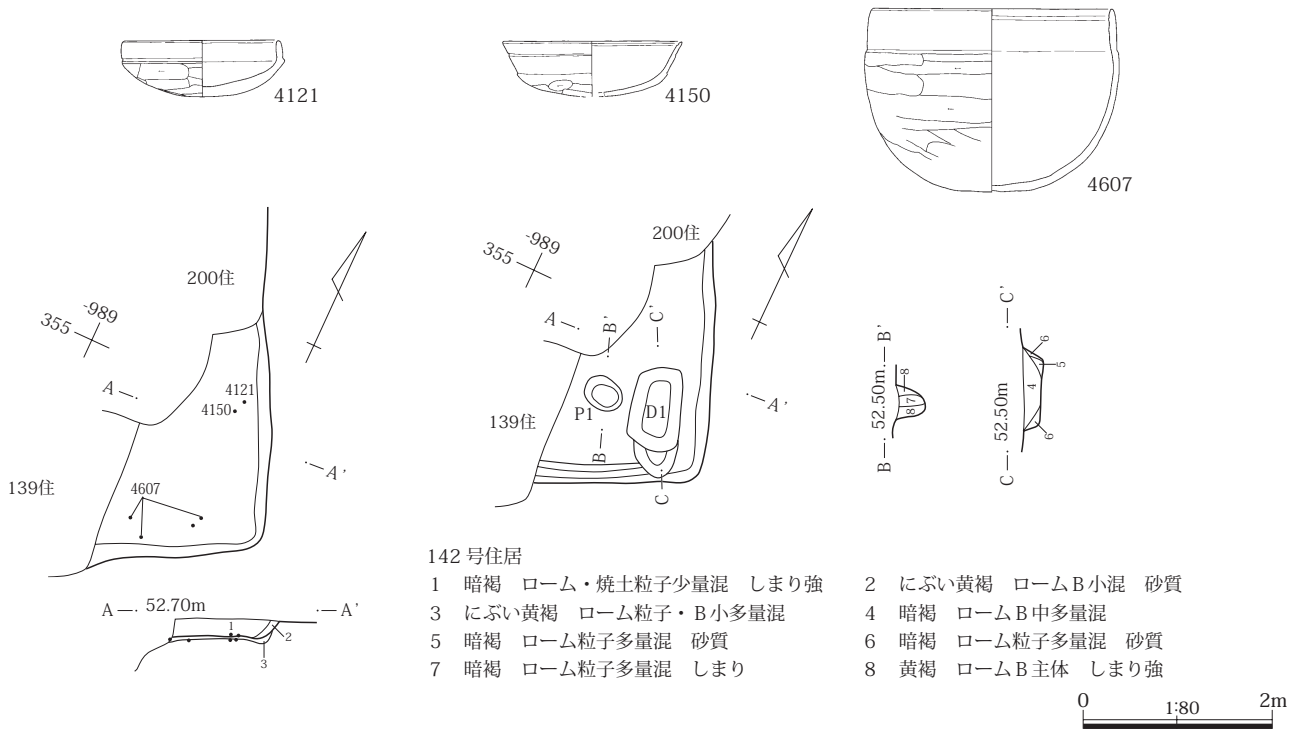 4121
4150
4607
200住
355 -989
A
4121
4150
139住
4607
A'
A 52.70m A'
1
2
3
200住
355 -989
A
B'
C'
P1
D1
139住
A'
B
C
B 52.50m B'
8
7
8
C 52.50m C'
6
5
4
6
142 号住居
1 暗褐 ローム・焼土粒子少量混 しまり強
2 にぶい黄褐 ロームB小混 砂質
3 にぶい黄褐 ローム粒子・B小多量混
4 暗褐 ロームB中多量混
5 暗褐 ローム粒子多量混 砂質
6 暗褐 ローム粒子多量混 砂質
7 暗褐 ローム粒子多量混 しまり
8 黄褐 ロームB主体 しまり強
0 1:80 2m